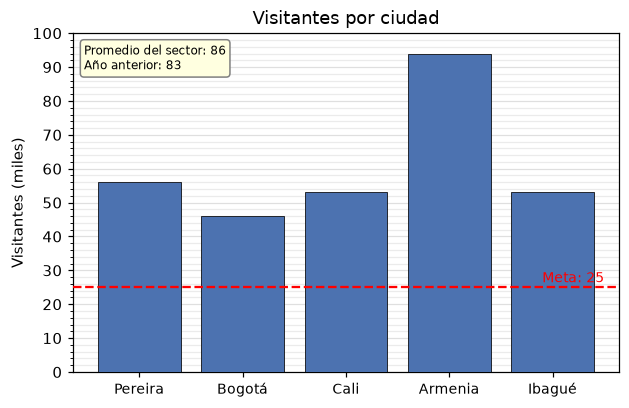 Visitantes por ciudad
Promedio del sector: 86
Año anterior: 83
Visitantes (miles)
100
90
80
70
60
50
40
30
20
10
0
Meta: 25
Pereira
Bogotá
Cali
Armenia
Ibagué